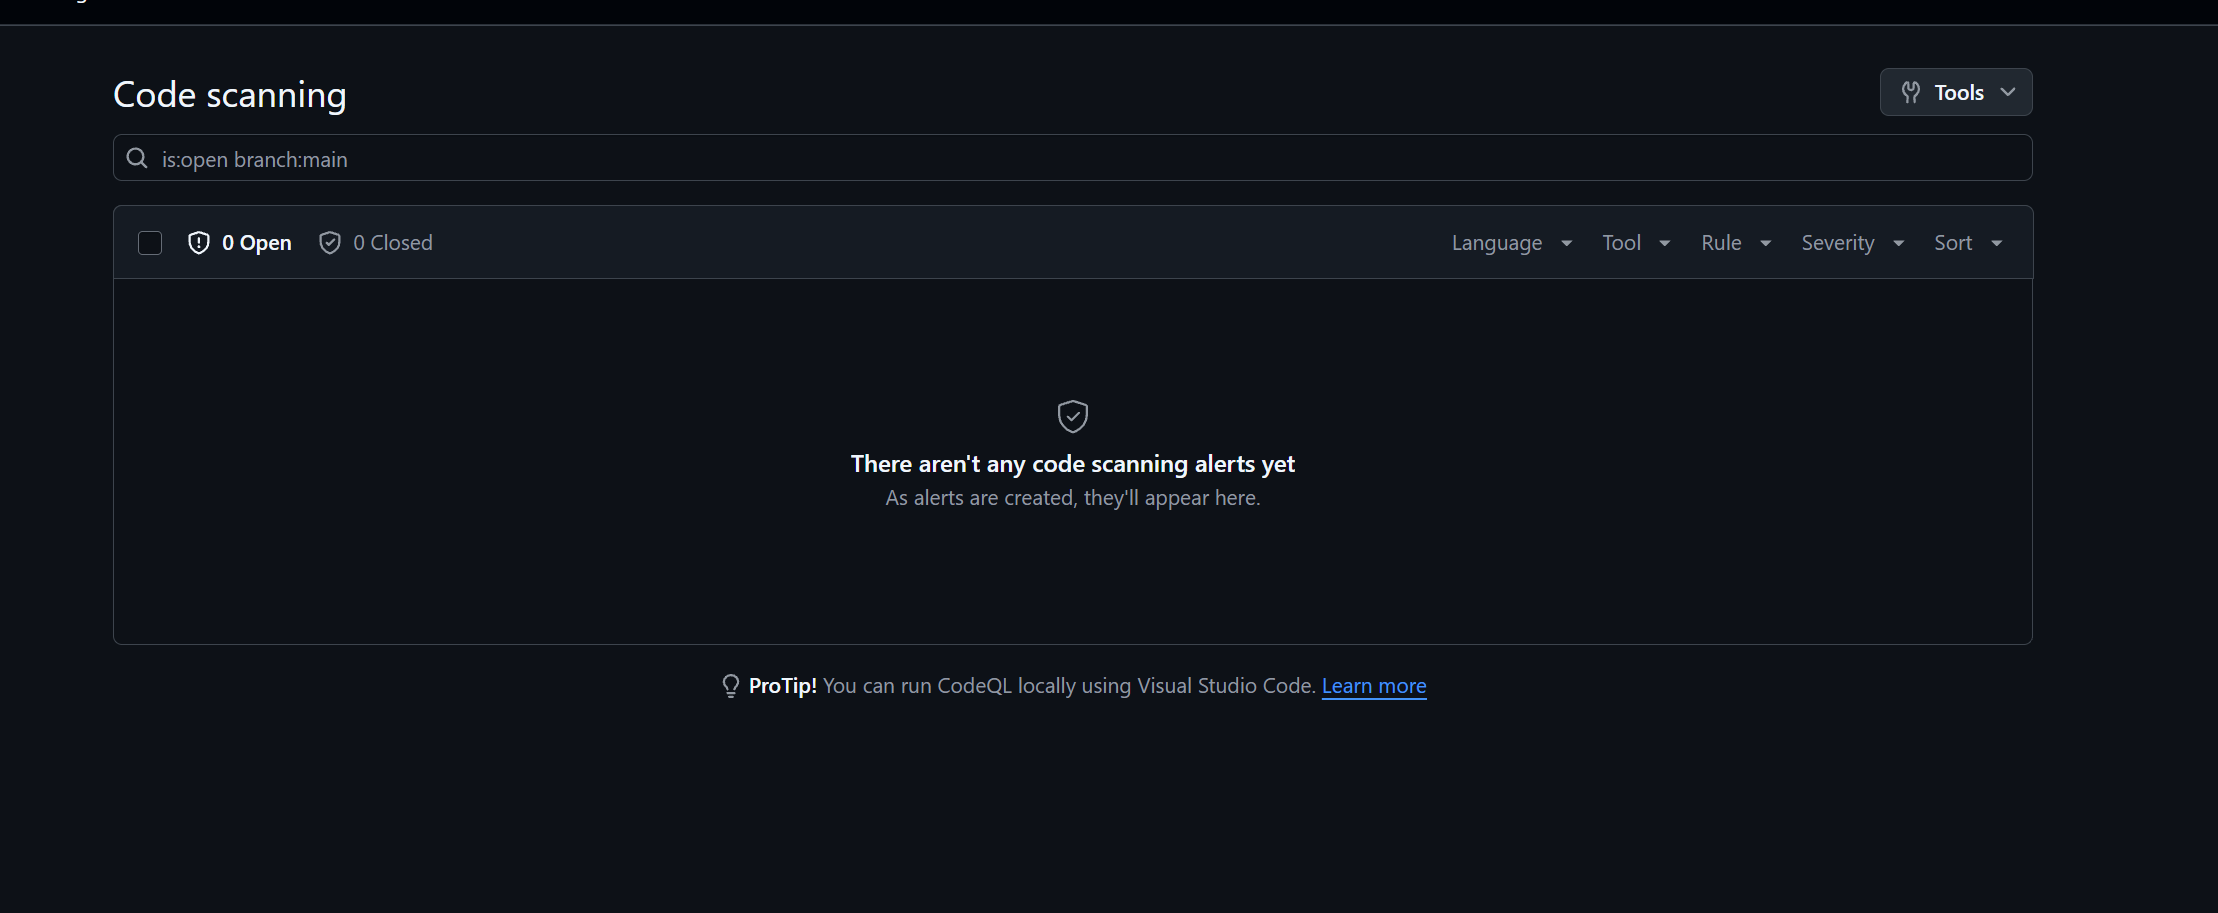 Code scanning
Tools
is:open branch:main
0 Open
0 Closed
Language
Tool
Rule
Severity
Sort
There aren't any code scanning alerts yet
As alerts are created, they'll appear here.
ProTip! You can run CodeQL locally using Visual Studio Code. Learn more